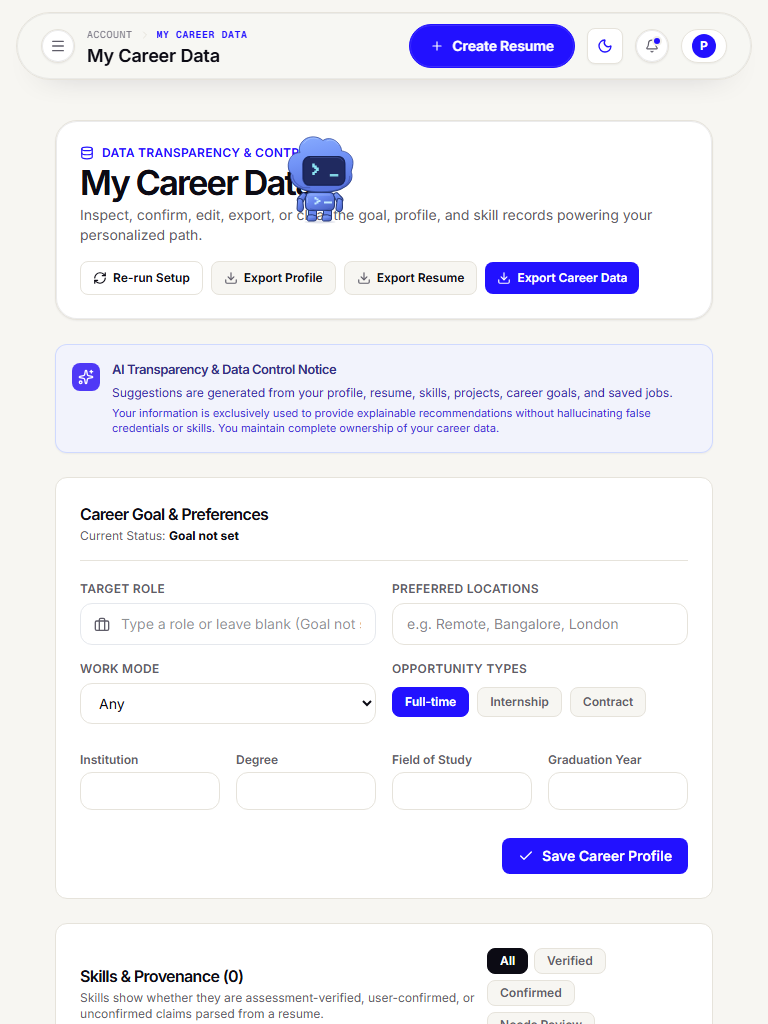 ACCOUNT
MY CAREER DATA
My Career Data
Create Resume
P
DATA TRANSPARENCY & CONT
My Career Dat
Inspect, confirm, edit, export, or the goal, profile, and skill records powering your
personalized path.
Re-run Setup
Export Profile
Export Resume
Export Career Data
AI Transparency & Data Control Notice
Suggestions are generated from your profile, resume, skills, projects, career goals, and saved jobs.
Your information is exclusively used to provide explainable recommendations without hallucinating false
credentials or skills. You maintain complete ownership of your career data.
Career Goal & Preferences
Current Status: Goal not set
TARGET ROLE
PREFERRED LOCATIONS
Type a role or leave blank (Goal not
e.g. Remote, Bangalore, London
WORK MODE
OPPORTUNITY TYPES
Any
Full-time
Internship
Contract
Institution
Degree
Field of Study
Graduation Year
Save Career Profile
Skills & Provenance (0)
Skills show whether they are assessment-verified, user-confirmed, or
unconfirmed claims parsed from a resume.
All
Verified
Confirmed
Needs Review